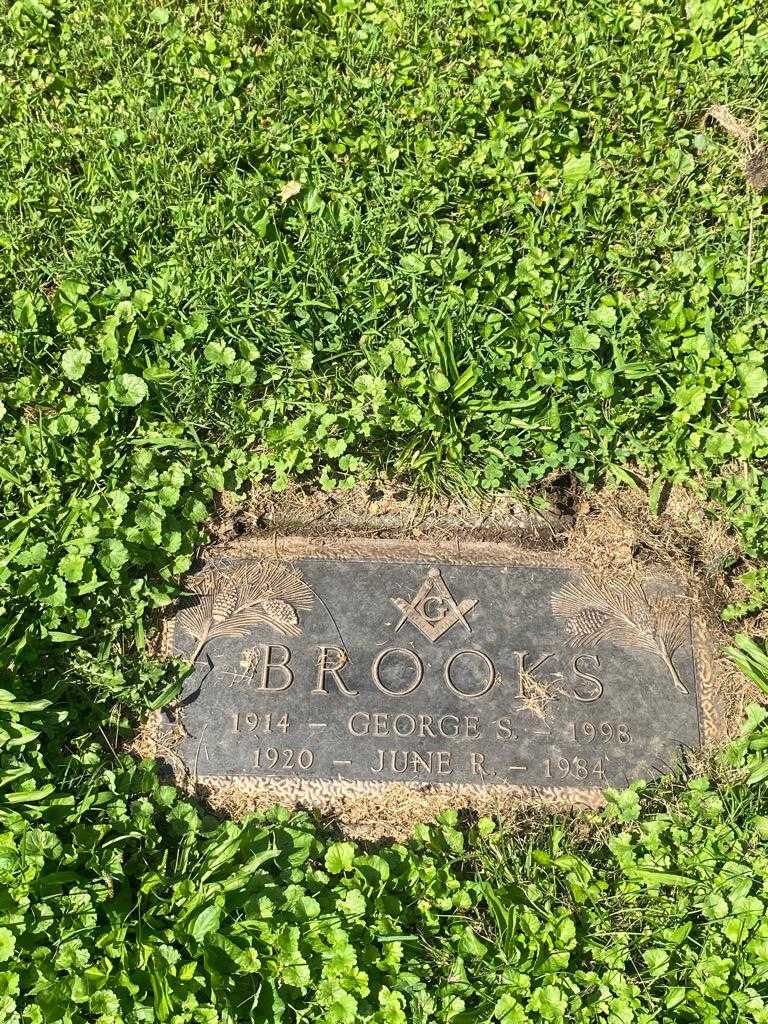 G
BROOKS
1914 – GEORGE S. – 1998
1920 – JUNE R. – 1984